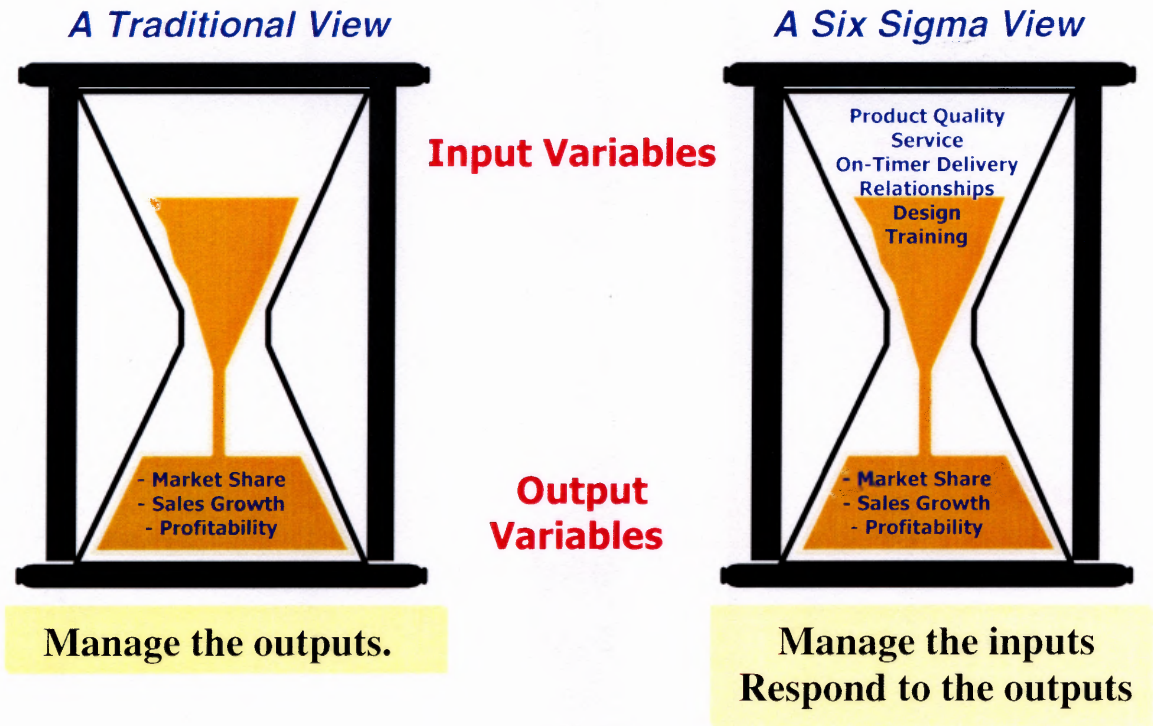 A Traditional View
A Six Sigma View
Input Variables
Product Quality
Service
On-Timer Delivery
Relationships
Design
Training
Output
Variables
- Market Share
- Sales Growth
- Profitability
- Market Share
- Sales Growth
- Profitability
Manage the outputs.
Manage the inputs
Respond to the outputs